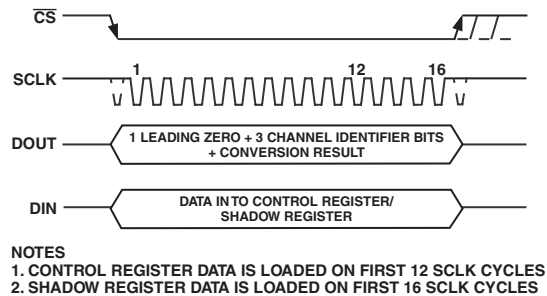 CS
SCLK
1 12 16
DOUT
1 LEADING ZERO + 3 CHANNEL IDENTIFIER BITS
+ CONVERSION RESULT
DIN
DATA INTO CONTROL REGISTER/
SHADOW REGISTER
NOTES
1. CONTROL REGISTER DATA IS LOADED ON FIRST 12 SCLK CYCLES
2. SHADOW REGISTER DATA IS LOADED ON FIRST 16 SCLK CYCLES